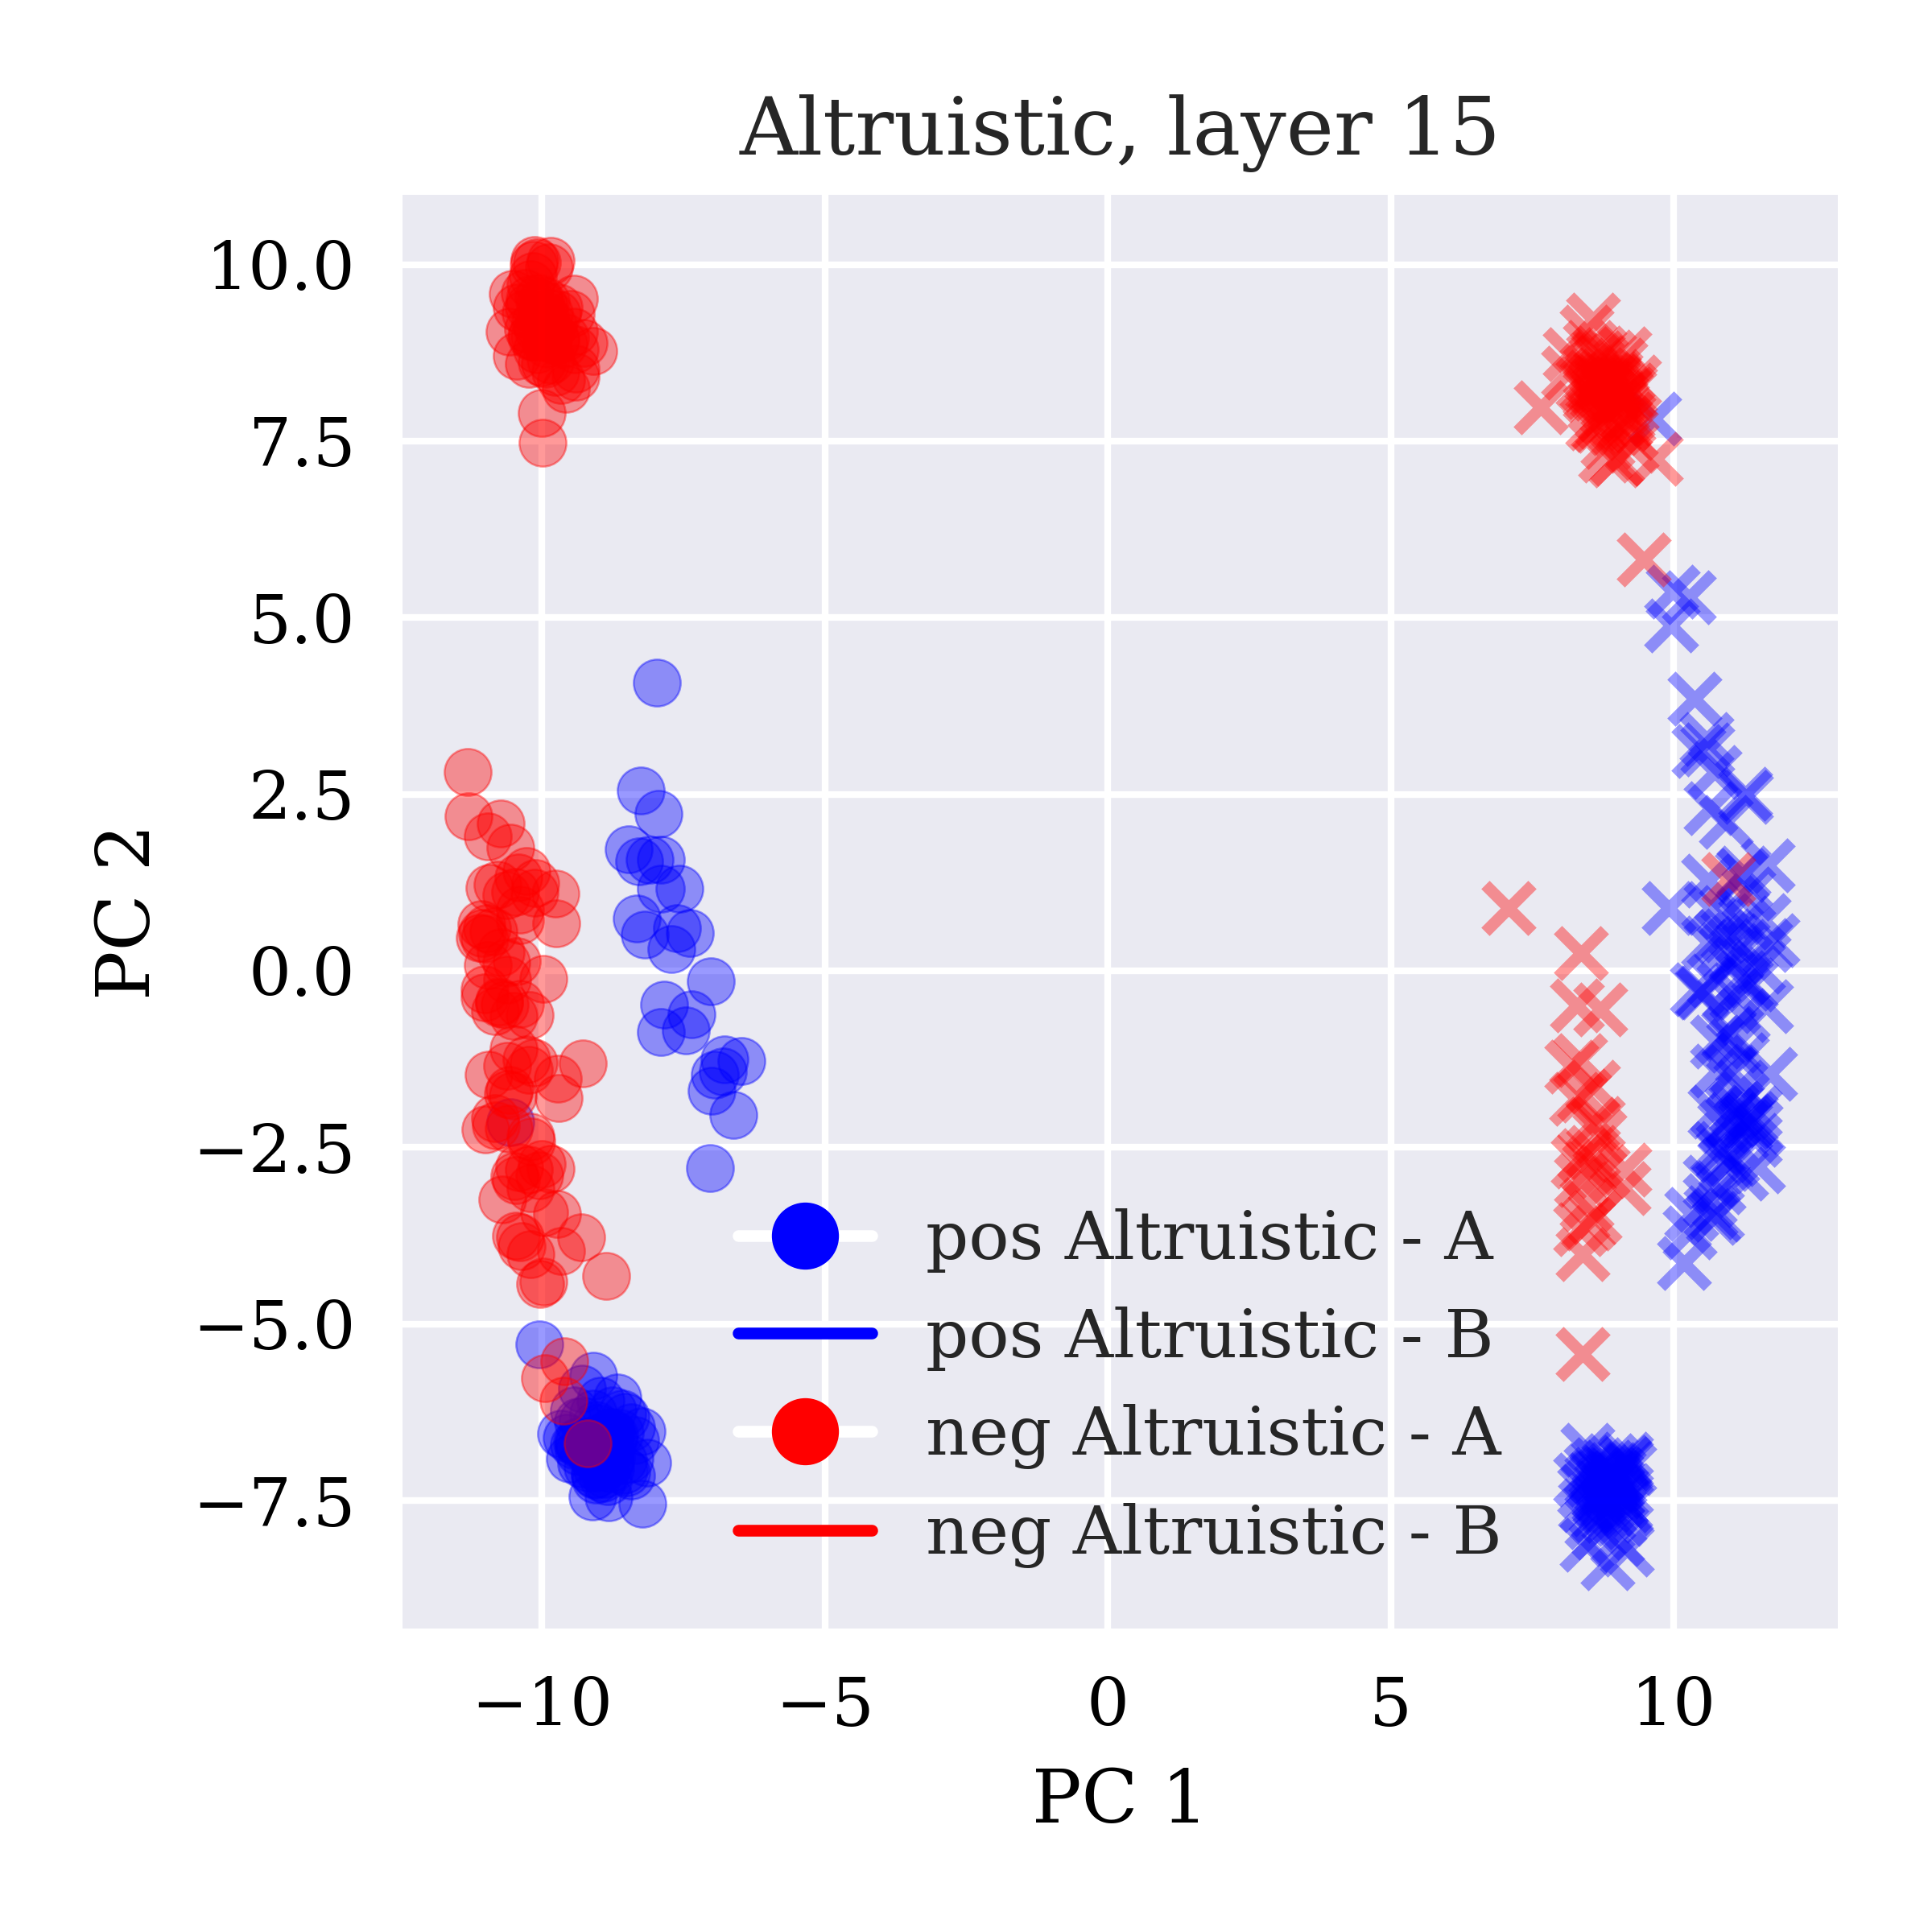 Altruistic, layer 15
10.0
7.5
5.0
2.5
0.0
−2.5
−5.0
−7.5
PC 2
pos Altruistic - A
pos Altruistic - B
neg Altruistic - A
neg Altruistic - B
−10 −5 0 5 10
PC 1